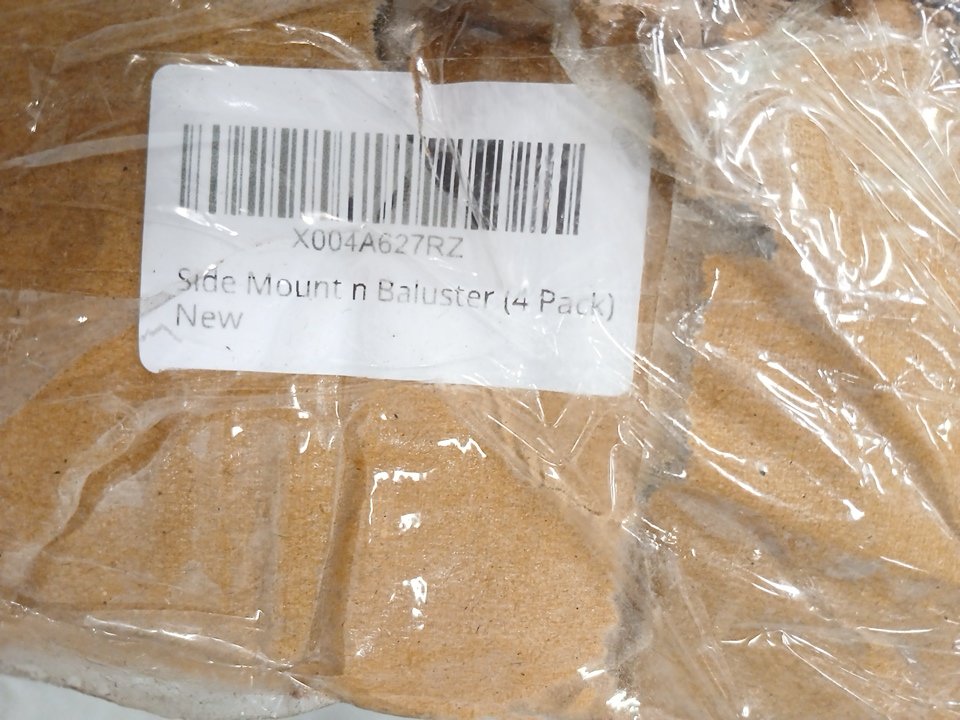 X004A627RZ
Side Mount n Baluster (4 Pack)
New